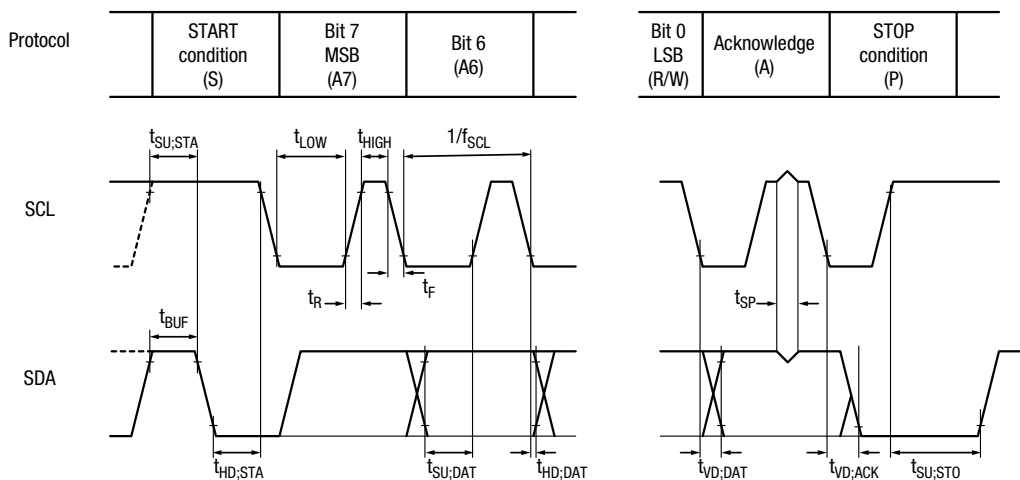 Protocol
START
condition
(S)
Bit 7
MSB
(A7)
Bit 6
(A6)
Bit 0
LSB
(R/W)
Acknowledge
(A)
STOP
condition
(P)
tSU;STA
tLOW
tHIGH
1/fSCL
SCL
tR
tF
tSP
tBUF
SDA
tHD;STA
tSU;DAT
tHD;DAT
tVD;DAT
tVD;ACK
tSU;STO